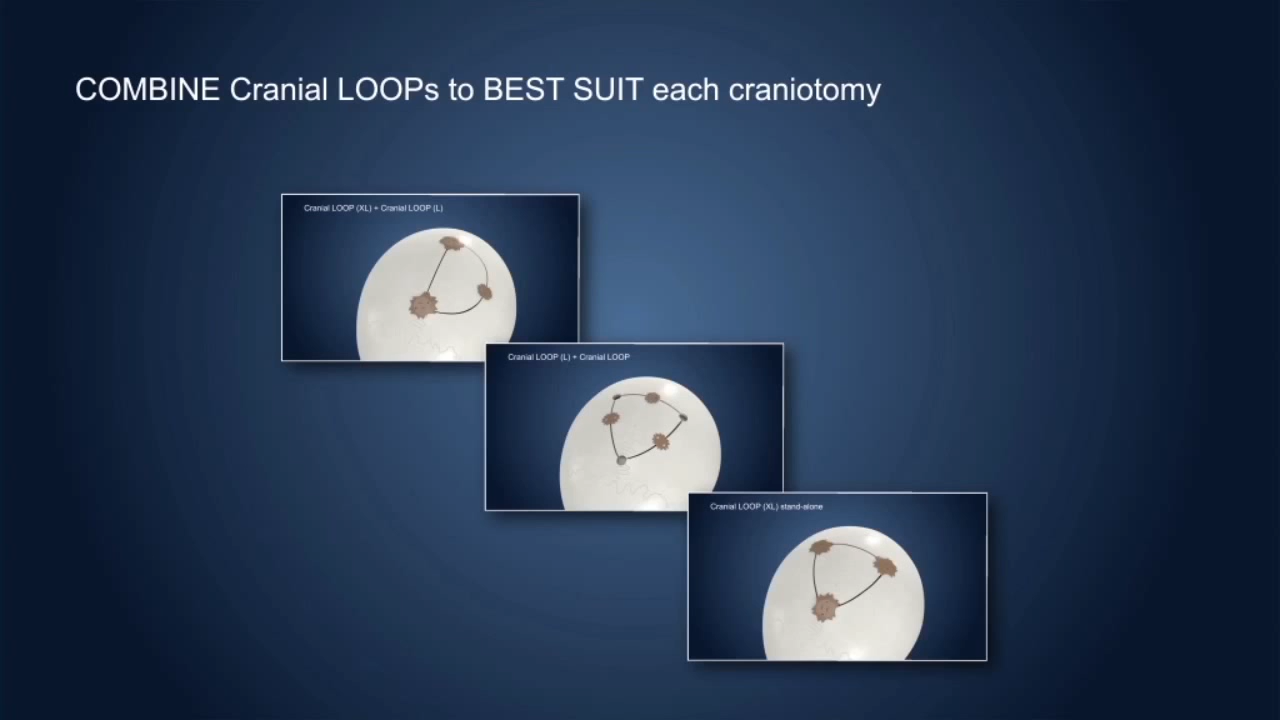 COMBINE Cranial LOOPs to BEST SUIT each craniotomy
Cranial LOOP (XL) + Cranial LOOP (L)
Cranial LOOP (L) + Cranial LOOP
Cranial LOOP (XL) stand-alone